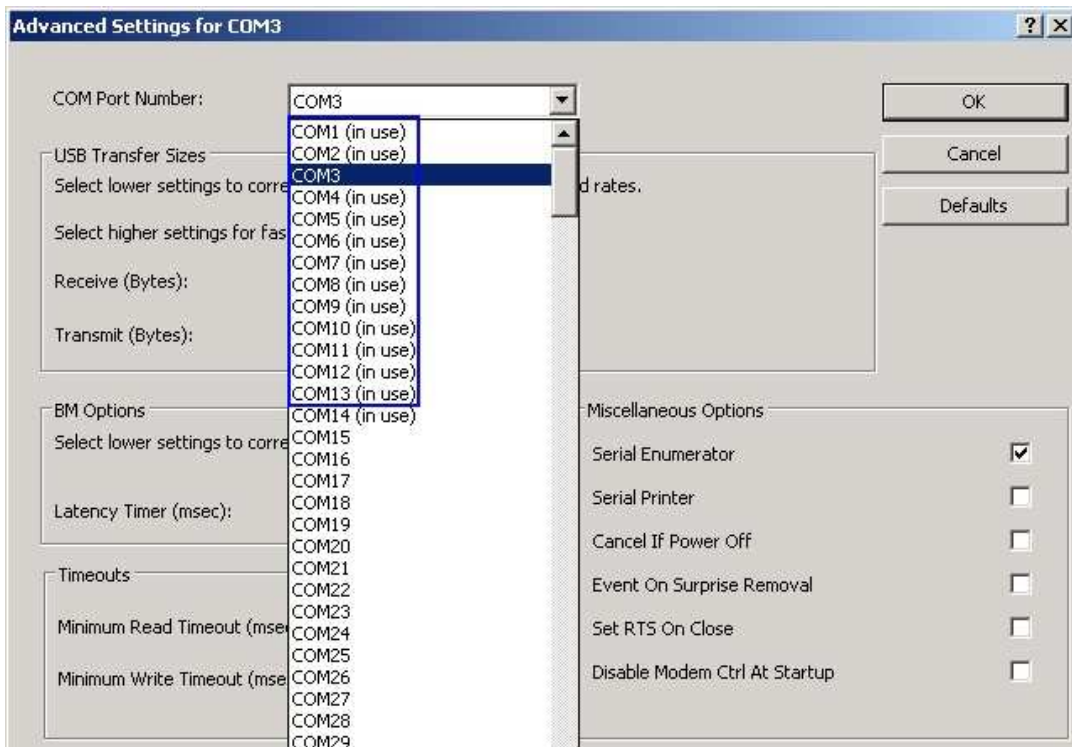 Advanced Settings for COM3
COM Port Number:
COM3
OK
Cancel
Defaults
COM1 (in use)
COM2 (in use)
COM3
COM4 (in use)
COM5 (in use)
COM6 (in use)
COM7 (in use)
COM8 (in use)
COM9 (in use)
COM10 (in use)
COM11 (in use)
COM12 (in use)
COM13 (in use)
COM14 (in use)
COM15
COM16
COM17
COM18
COM19
COM20
COM21
COM22
COM23
COM24
COM25
COM26
COM27
COM28
COM29
USB Transfer Sizes
Select lower settings to corre d rates.
Select higher settings for fas
Receive (Bytes):
Transmit (Bytes):
BM Options
Select lower settings to corre
Latency Timer (msec):
Timeouts
Minimum Read Timeout (mse
Minimum Write Timeout (mse
Miscellaneous Options
Serial Enumerator
Serial Printer
Cancel If Power Off
Event On Surprise Removal
Set RTS On Close
Disable Modem Ctrl At Startup